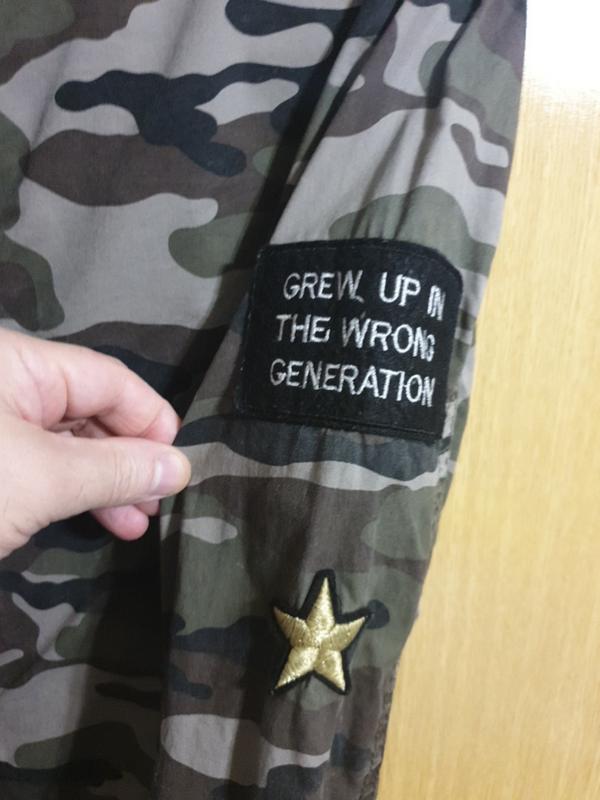 GREW UP IN
THE WRONG
GENERATION